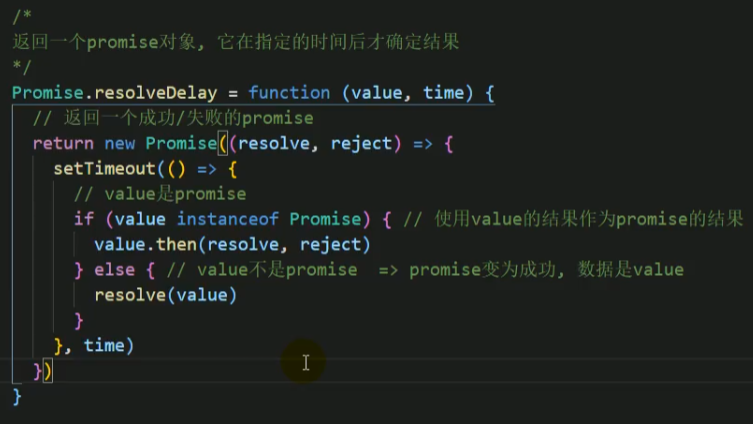 /*
返回一个promise对象, 它在指定的时间后才确定结果
*/
Promise.resolveDelay = function (value, time) {
  // 返回一个成功/失败的promise
  return new Promise((resolve, reject) => {
    setTimeout(() => {
      // value是promise
      if (value instanceof Promise) { // 使用value的结果作为promise的结果
        value.then(resolve, reject)
      } else { // value不是promise  => promise变为成功, 数据是value
        resolve(value)
      }
    }, time)
  })
}